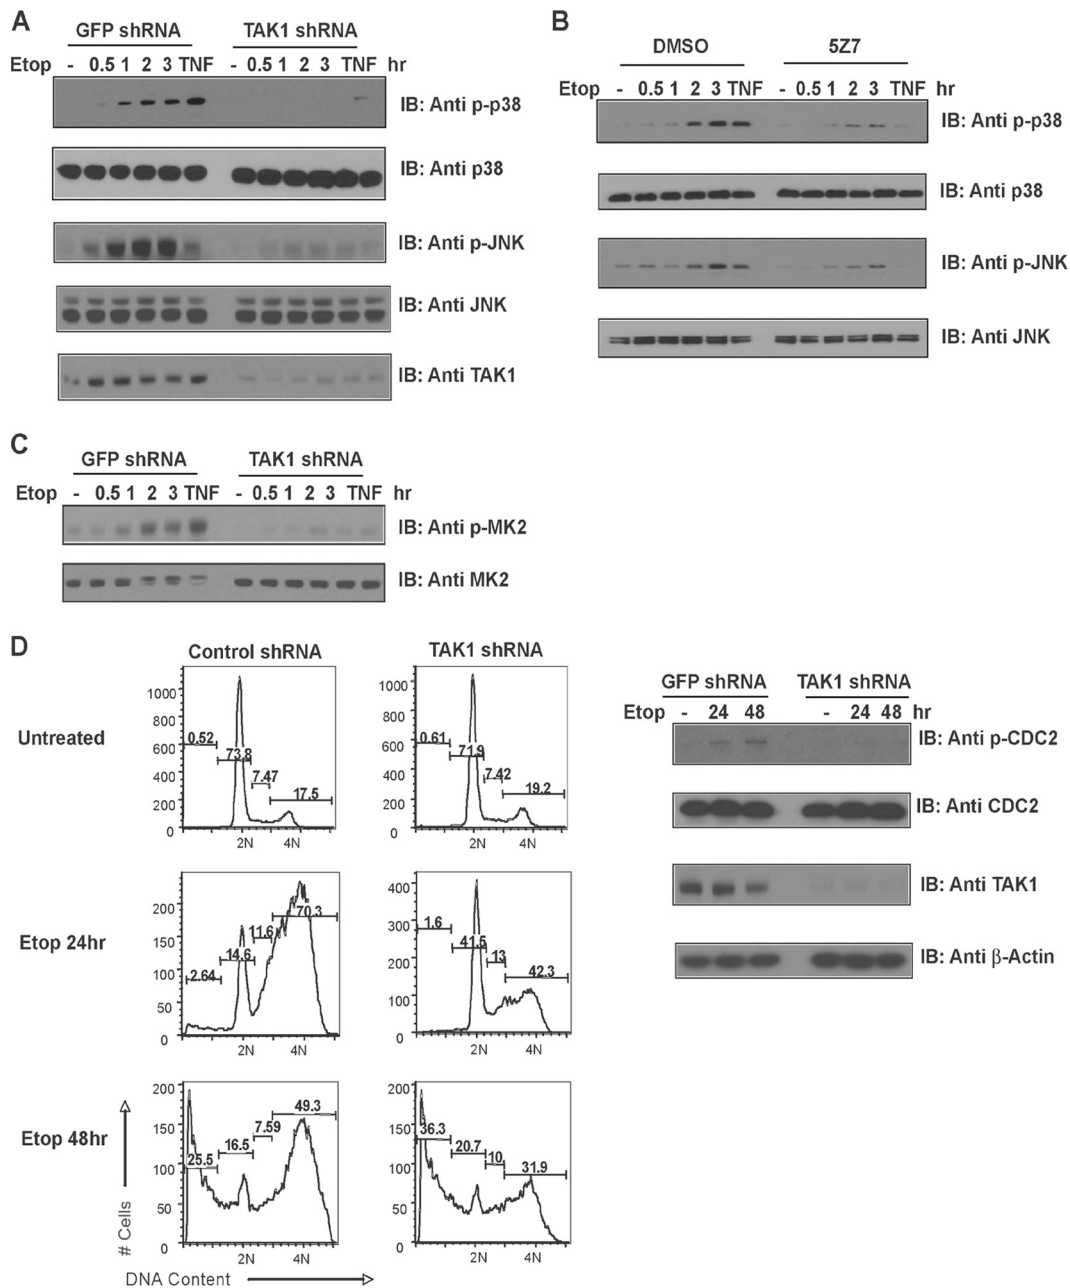 A
GFP shRNA TAK1 shRNA
Etop - 0.5 1 2 3 TNF - 0.5 1 2 3 TNF hr
IB: Anti p-p38
IB: Anti p38
IB: Anti p-JNK
IB: Anti JNK
IB: Anti TAK1
B
DMSO 5Z7
Etop - 0.5 1 2 3 TNF - 0.5 1 2 3 TNF hr
IB: Anti p-p38
IB: Anti p38
IB: Anti p-JNK
IB: Anti JNK
C
GFP shRNA TAK1 shRNA
Etop - 0.5 1 2 3 TNF - 0.5 1 2 3 TNF hr
IB: Anti p-MK2
IB: Anti MK2
D
Control shRNA TAK1 shRNA
Untreated
1000
800
600
400
200
0
0.52
73.8
7.47
17.5
2N 4N
1000
800
600
400
200
0
0.61
71.9
7.42
19.2
2N 4N
Etop 24hr
200
150
100
50
0
2.64
14.6
11.6
70.3
2N 4N
400
300
200
100
0
1.6
41.5
13
42.3
2N 4N
Etop 48hr
200
150
100
50
0
25.5
16.5
7.59
49.3
2N 4N
200
150
100
50
0
36.3
20.7
10
31.9
2N 4N
# Cells
DNA Content
GFP shRNA TAK1 shRNA
Etop - 24 48 - 24 48 hr
IB: Anti p-CDC2
IB: Anti CDC2
IB: Anti TAK1
IB: Anti β-Actin